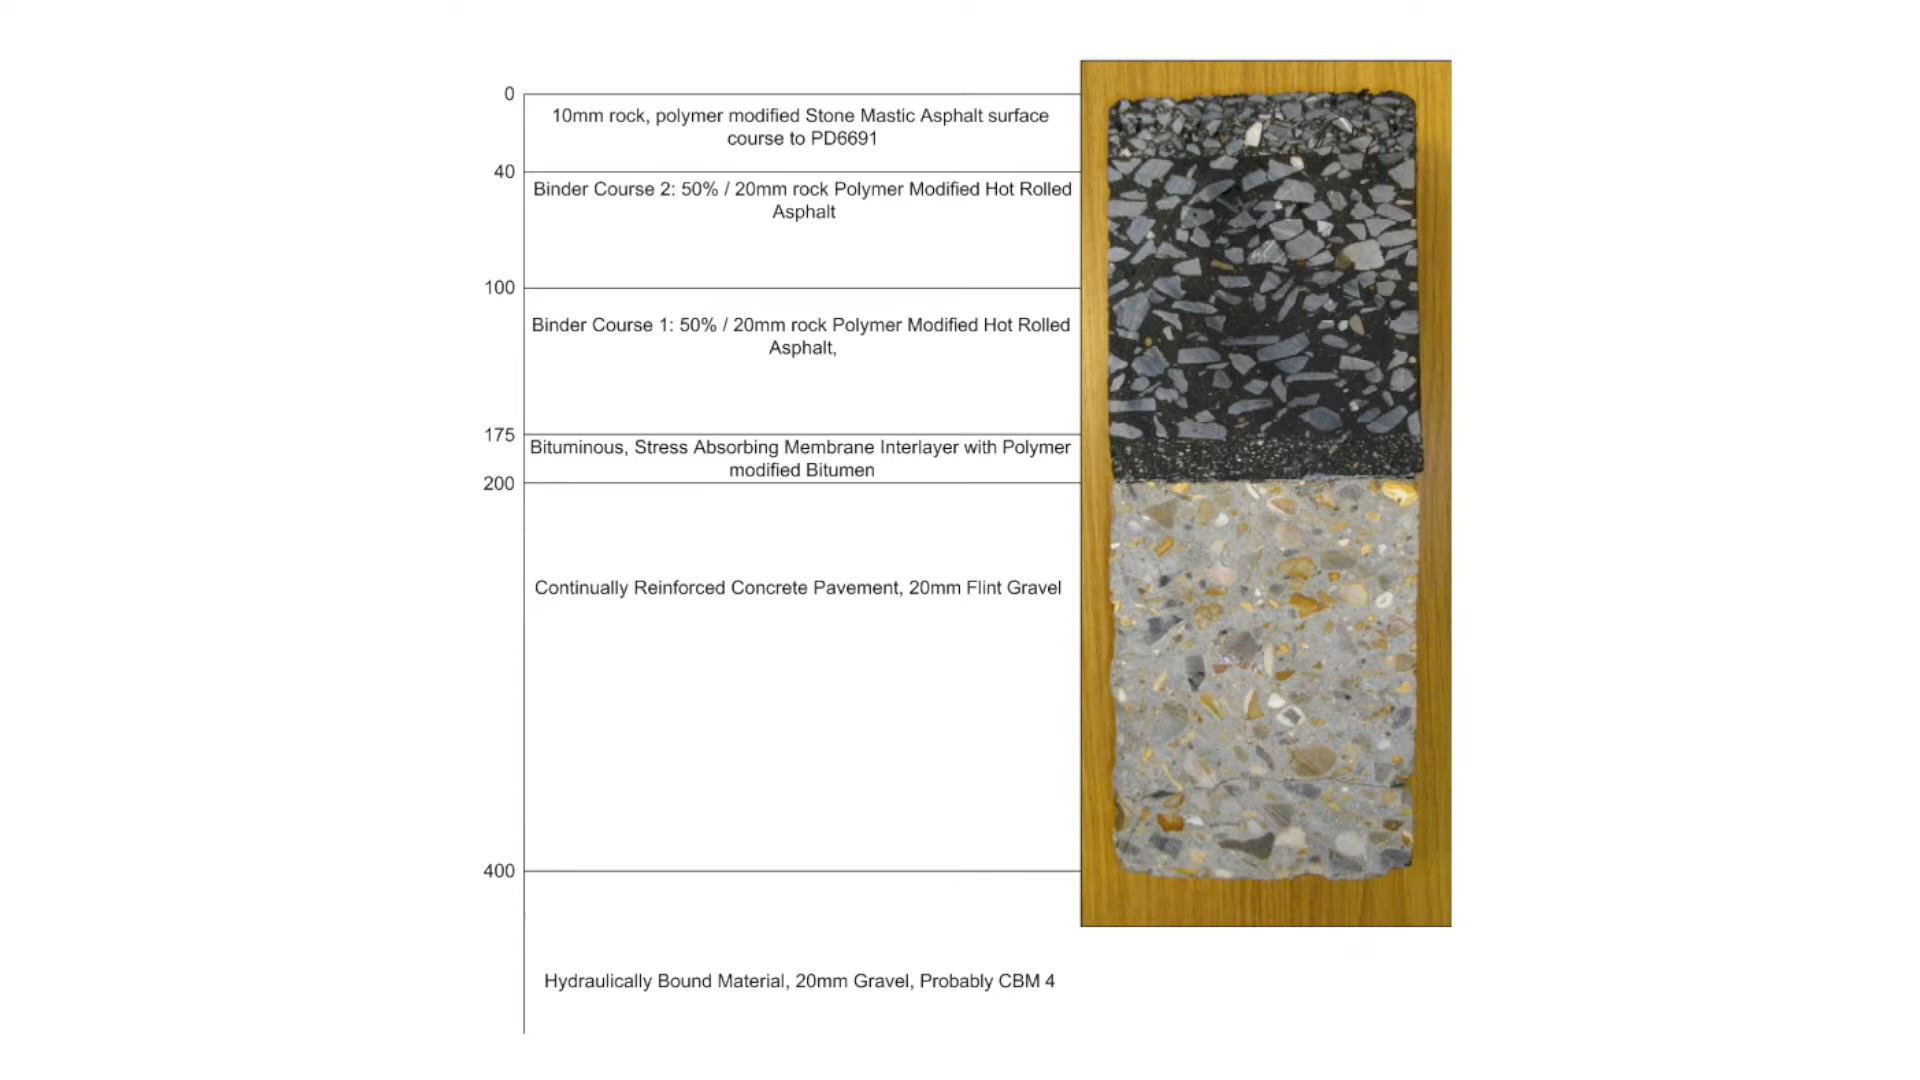 0
10mm rock, polymer modified Stone Mastic Asphalt surface
course to PD6691
40
Binder Course 2: 50% / 20mm rock Polymer Modified Hot Rolled
Asphalt
100
Binder Course 1: 50% / 20mm rock Polymer Modified Hot Rolled
Asphalt,
175
Bituminous, Stress Absorbing Membrane Interlayer with Polymer
modified Bitumen
200
Continually Reinforced Concrete Pavement, 20mm Flint Gravel
400
Hydraulically Bound Material, 20mm Gravel, Probably CBM 4